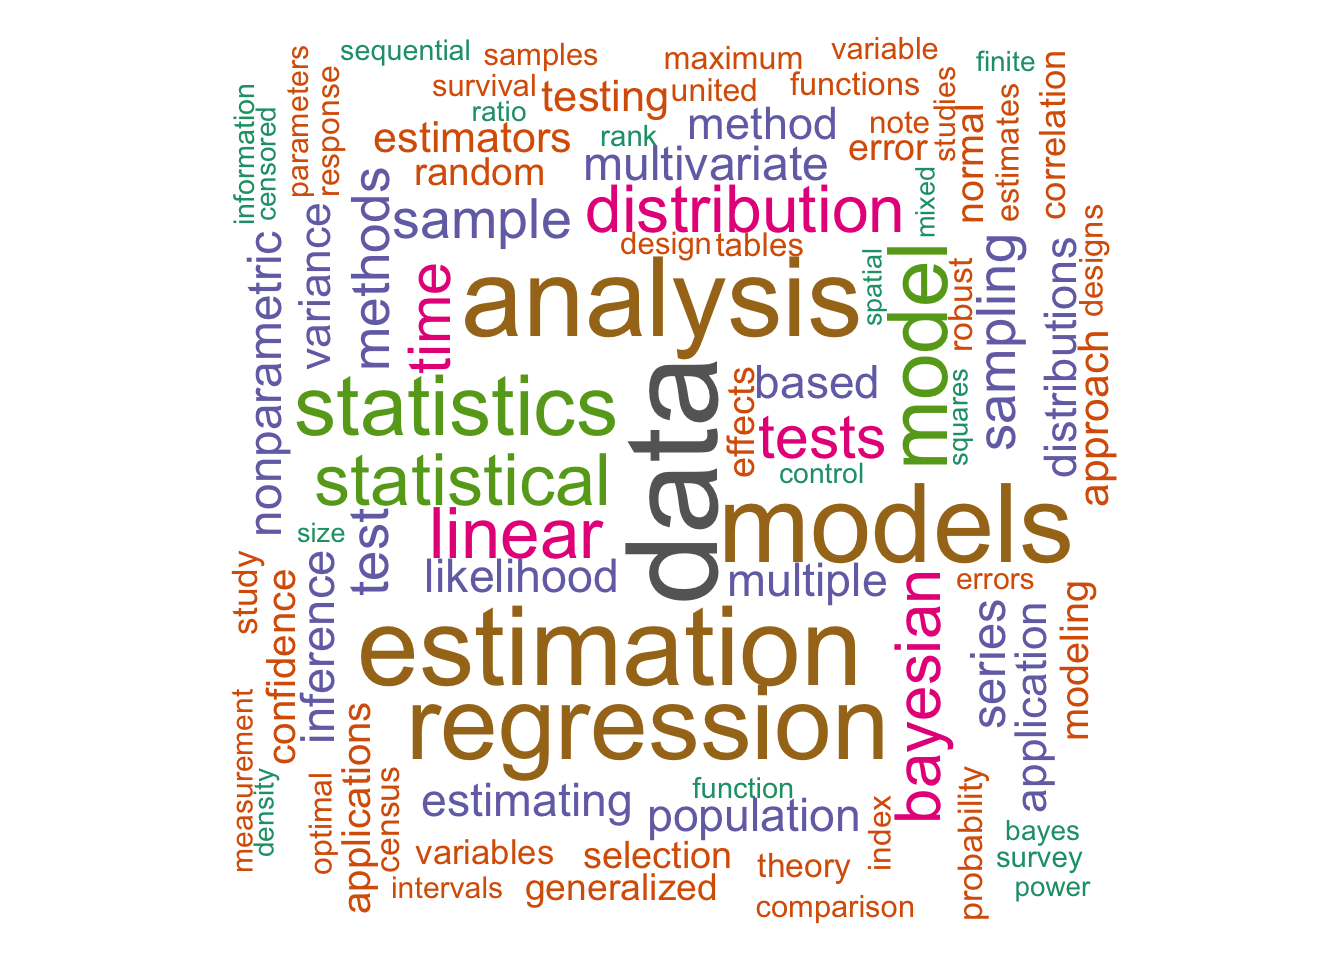 sequential
samples
maximum
variable
finite
survival
testing
united
functions
studies
correlation
parameters
response
information
censored
ratio
estimators
rank
method
note
error
normal
estimates
random
multivariate
methods
sample
distribution
mixed
nonparametric
variance
design
tables
time
analysis
spatial
model
robust
sampling
distributions
designs
approach
statistics
data
effects
based
tests
squares
statistical
control
models
size
test
linear
likelihood
multiple
errors
study
confidence
inference
estimation
bayesian
series
application
modeling
measurement
regression
density
optimal
applications
census
estimating
function
population
index
probability
bayes
variables
selection
theory
survey
intervals
generalized
power
comparison